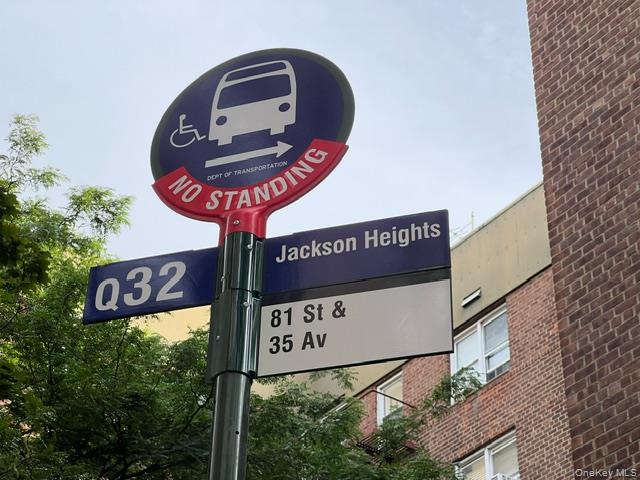 DEPT OF TRANSPORTATION
NO STANDING
Q32
Jackson Heights
81 St &
35 Av
OneKey MLS